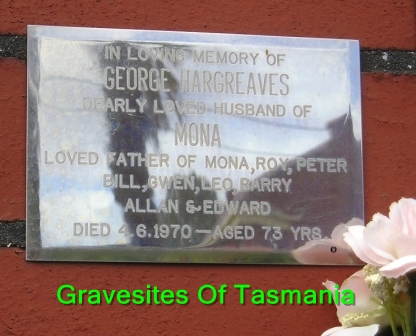 IN LOVING MEMORY OF
GEORGE HARGREAVES
DEARLY LOVED HUSBAND OF
MONA
LOVED FATHER OF MONA, ROY, PETER
BILL, GWEN, LEO, BARRY
ALLAN & EDWARD
DIED 4.6.1970 — AGED 73 YRS.
Gravesites Of Tasmania